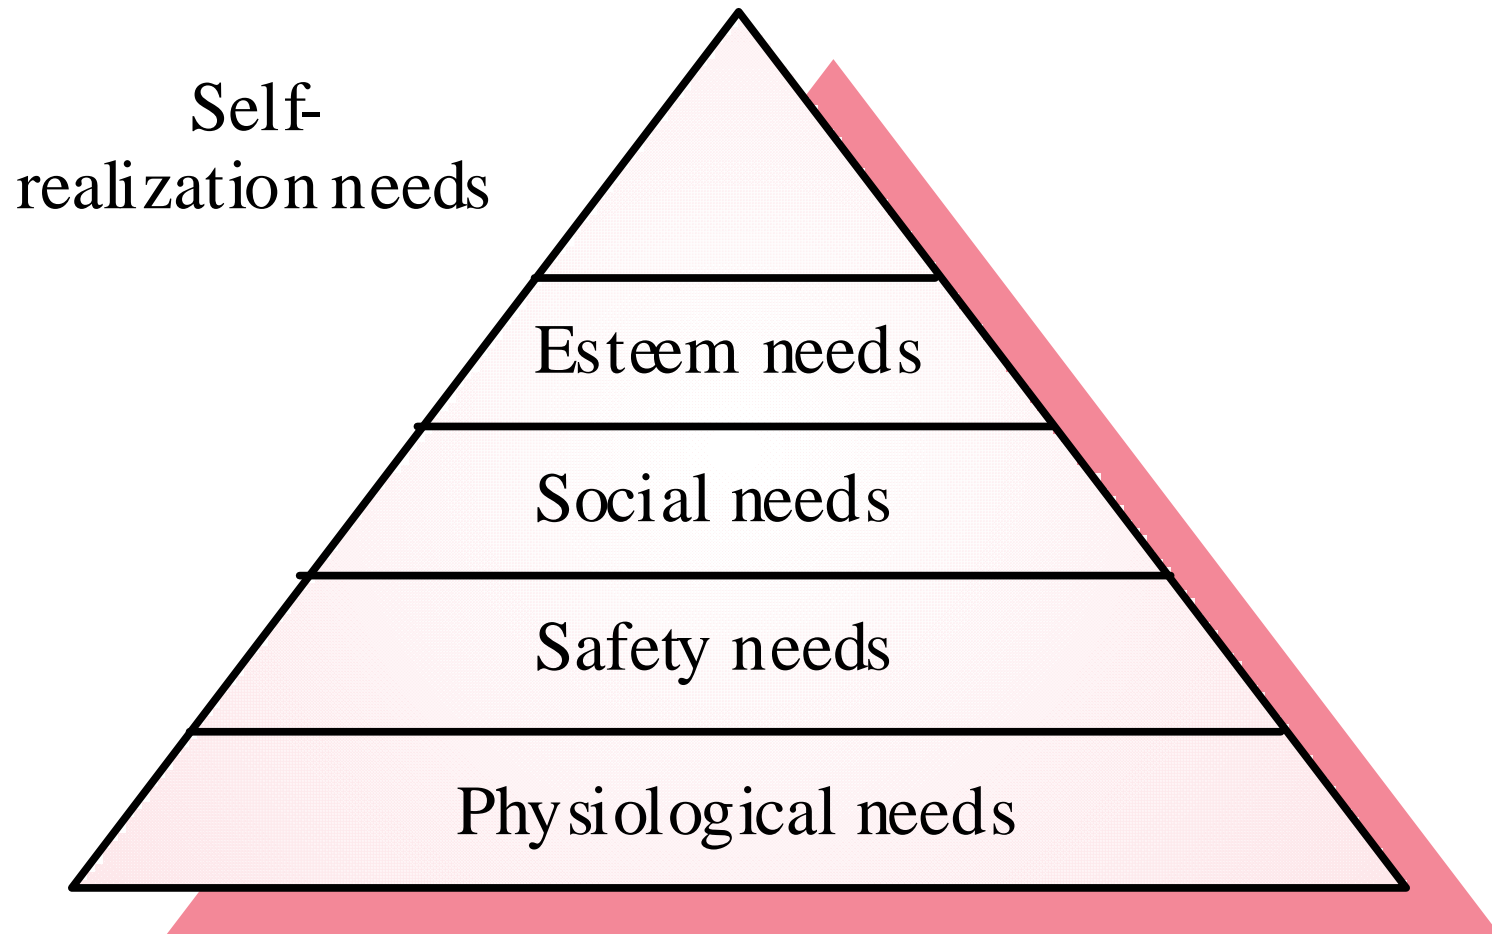 Self-
realization needs
Esteem needs
Social needs
Safety needs
Physiological needs